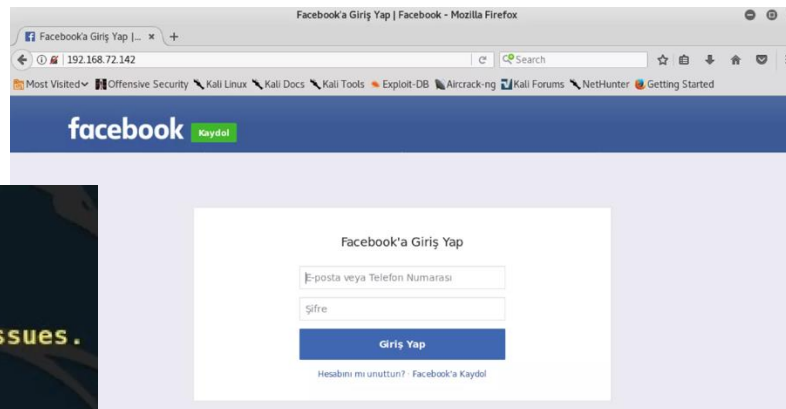 Facebook'a Giriş Yap | Facebook - Mozilla Firefox
Facebook'a Giriş Yap |... × +
192.168.72.142
Search
Most Visited Offensive Security Kali Linux Kali Docs Kali Tools Exploit-DB Aircrack-ng Kali Forums NetHunter Getting Started
facebook Kaydol
Facebook'a Giriş Yap
E-posta veya Telefon Numarası
Şifre
ssues.
Giriş Yap
Hesabını mı unuttun? · Facebook'a Kaydol